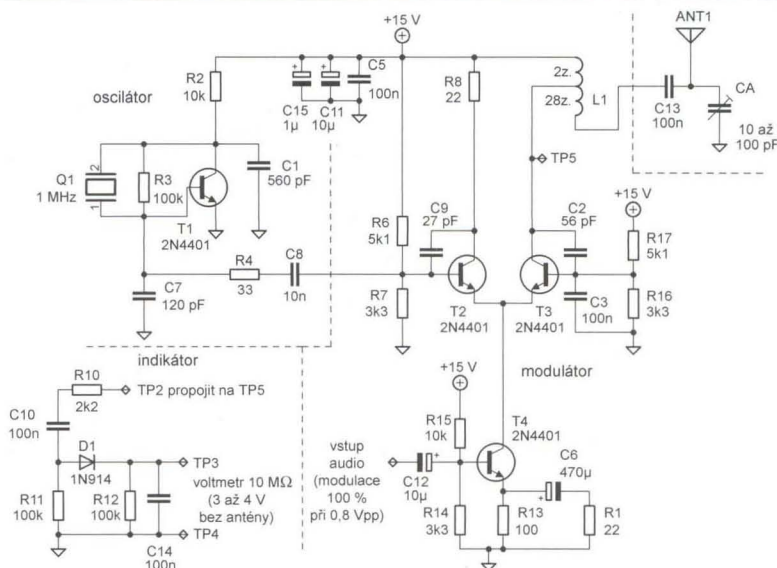 ANT1
+15 V
R2
10k
oscilátor
+
C15
1µ
+
C11
10µ
C5
100n
R8
22
2z.
28z.
L1
C13
100n
CA
10 až
100 pF
TP5
2
Q1
1 MHz
1
R3
100k
T1
2N4401
C1
560 pF
R6
5k1
C9
27 pF
C2
56 pF
+15 V
R17
5k1
R4
33
C8
10n
C7
120 pF
R7
3k3
T2
2N4401
T3
2N4401
C3
100n
R16
3k3
indikátor
modulátor
R10
2k2
TP2 propojit na TP5
C10
100n
D1
1N914
TP3
R11
100k
R12
100k
voltmetr 10 MΩ
(3 až 4 V
bez antény)
TP4
C14
100n
+15 V
R15
10k
T4
2N4401
vstup
audio
(modulace
100 %
při 0,8 Vpp)
C12
10µ
+
C6
470µ
+
R14
3k3
R13
100
R1
22